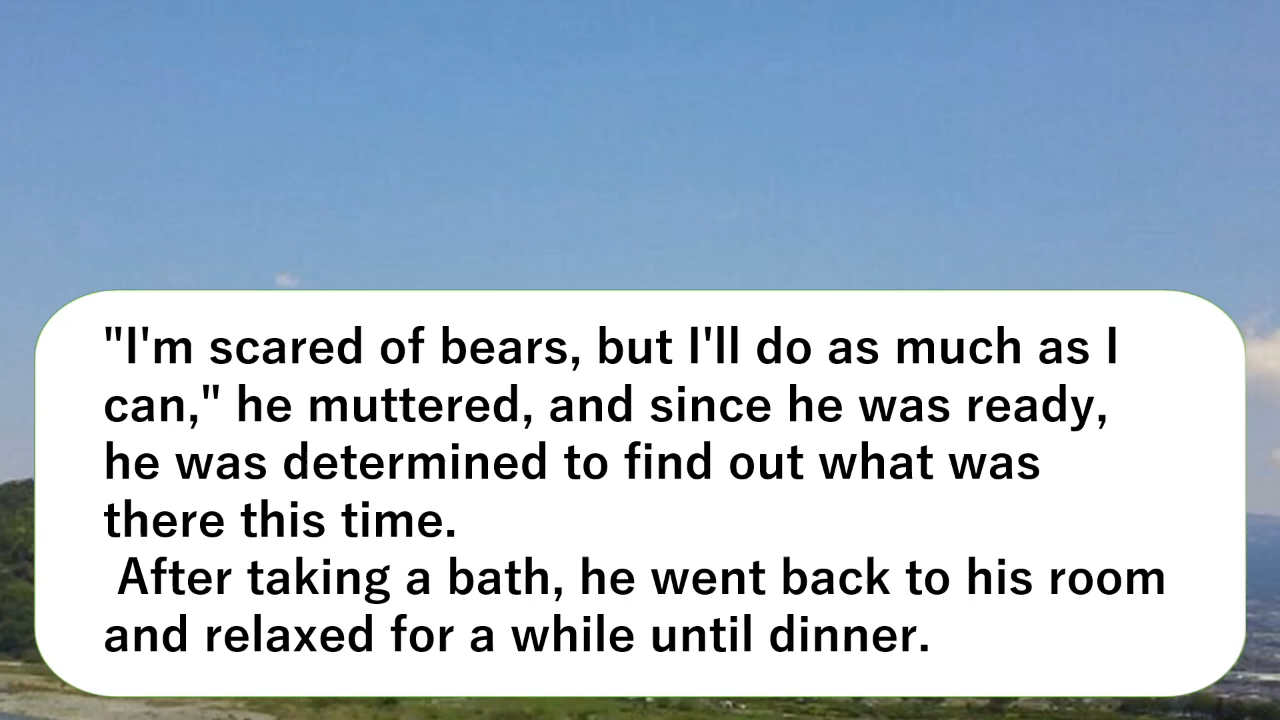 "I'm scared of bears, but I'll do as much as I
can," he muttered, and since he was ready,
he was determined to find out what was
there this time.
After taking a bath, he went back to his room
and relaxed for a while until dinner.